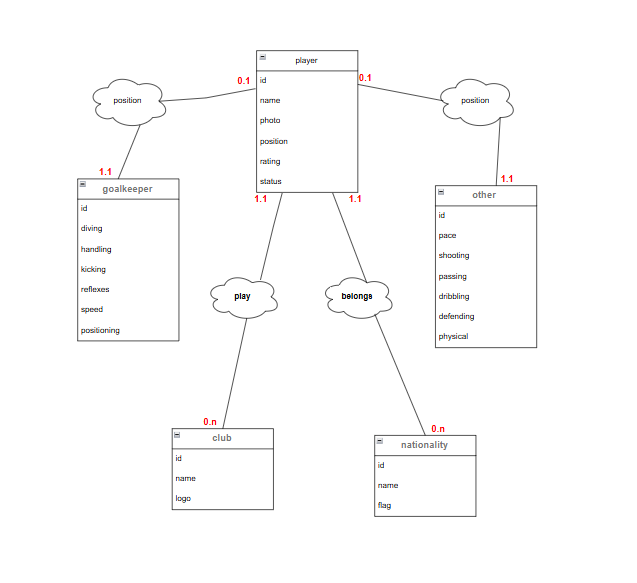 player
id
name
photo
position
rating
status
0.1
0.1
1.1
1.1
position
position
1.1
goalkeeper
id
diving
handling
kicking
reflexes
speed
positioning
1.1
other
id
pace
shooting
passing
dribbling
defending
physical
play
belongs
0.n
club
id
name
logo
0.n
nationality
id
name
flag